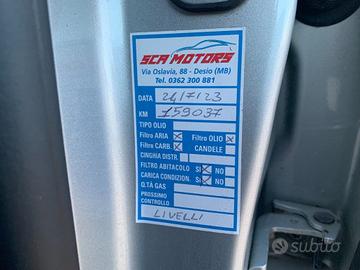 SCA MOTORS
Via Oslavia, 88 - Desio (MB)
Tel. 0362 300 881
DATA 24/7/23
KM 159037
TIPO OLIO
Filtro ARIA X Filtro OLIO X
Filtro CARB. X CANDELE
CINGHIA DISTR. NO
FILTRO ABITACOLO SI X NO
CARICA CONDIZION. SI X NO
Q.TÀ GAS
PROSSIMO
CONTROLLO
LIVELLI
subito